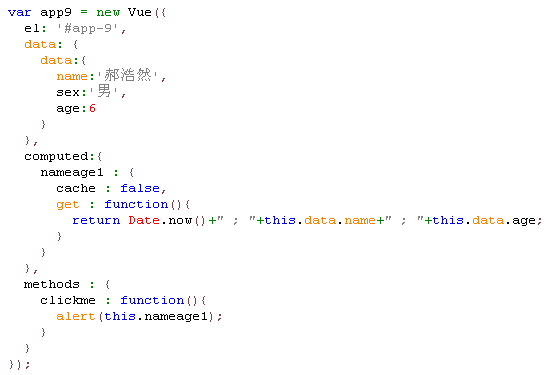 var app9 = new Vue({
  el: '#app-9',
  data: {
    data:{
      name:'郝浩然',
      sex:'男',
      age:6
    }
  },
  computed:{
    nameage1 : {
      cache : false,
      get : function(){
        return Date.now()+" ; "+this.data.name+" ; "+this.data.age;
      }
    }
  },
  methods : {
    clickme : function(){
      alert(this.nameage1);
    }
  }
});